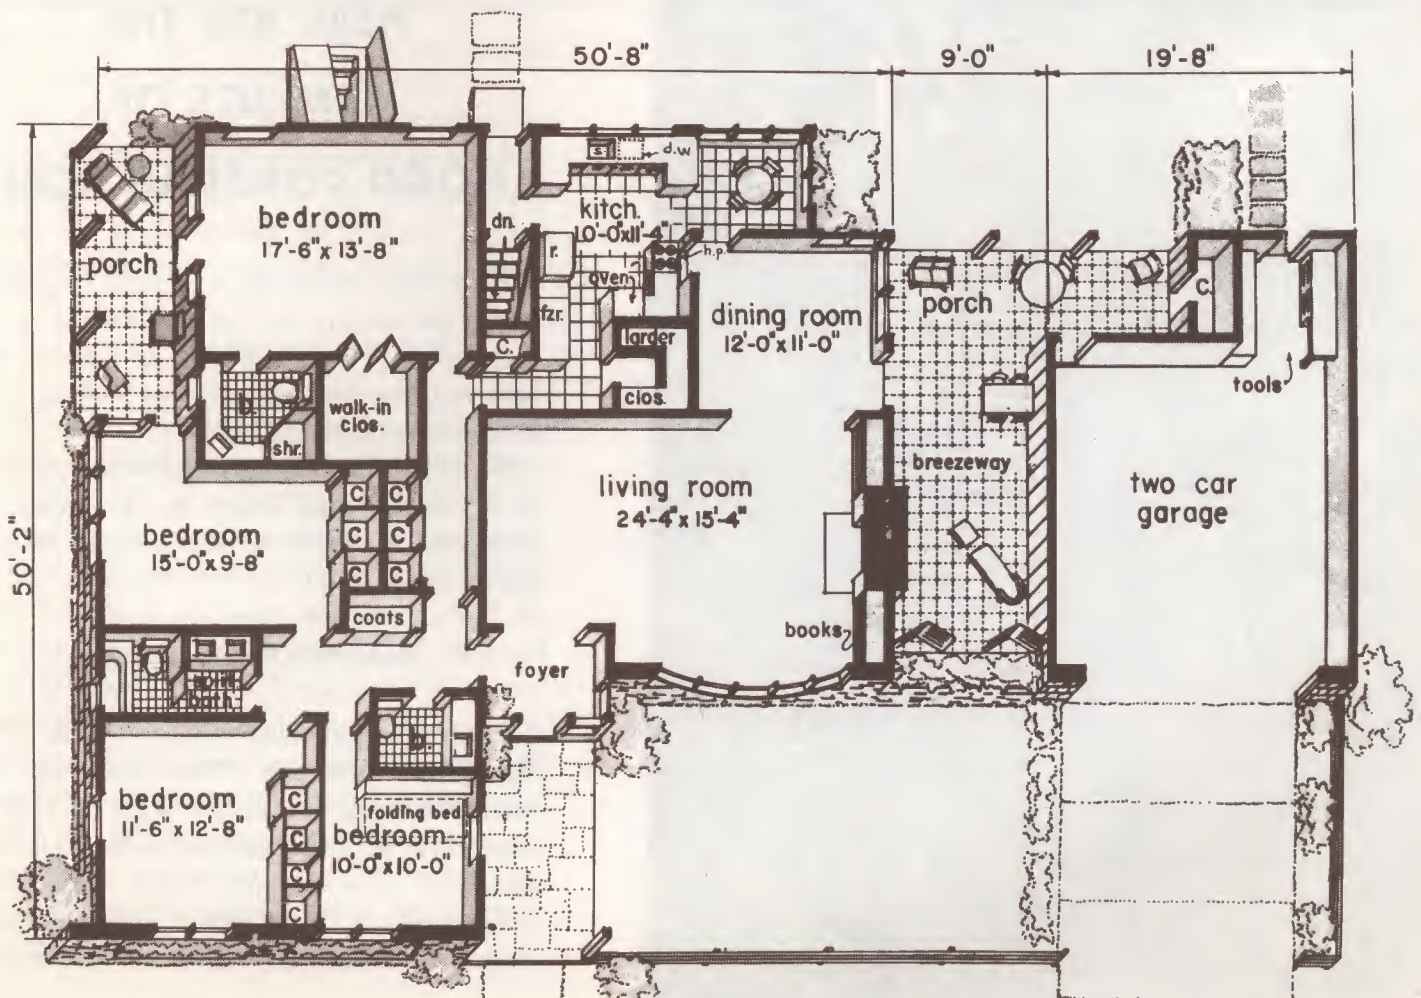 50'-8"
9'-0"
19'-8"
50'-2"
bedroom
17'-6" x 13'-8"
porch
dn.
s
d.w
kitch.
10'-0"x11'-4"
r.
h.p.
oven
fzr.
C.
larder
clos.
dining room
12'-0"x 11'-0"
porch
C.
tools
b.
shr.
walk-in
clos.
living room
24'-4"x 15'-4"
breezeway
two car
garage
bedroom
15'-0"x9'-8"
C
C
C
C
C
C
coats
books
foyer
split
bath
b.
bedroom
11'-6" x 12'-8"
C
C
C
C
folding bed
bedroom
10'-0"x10'-0"